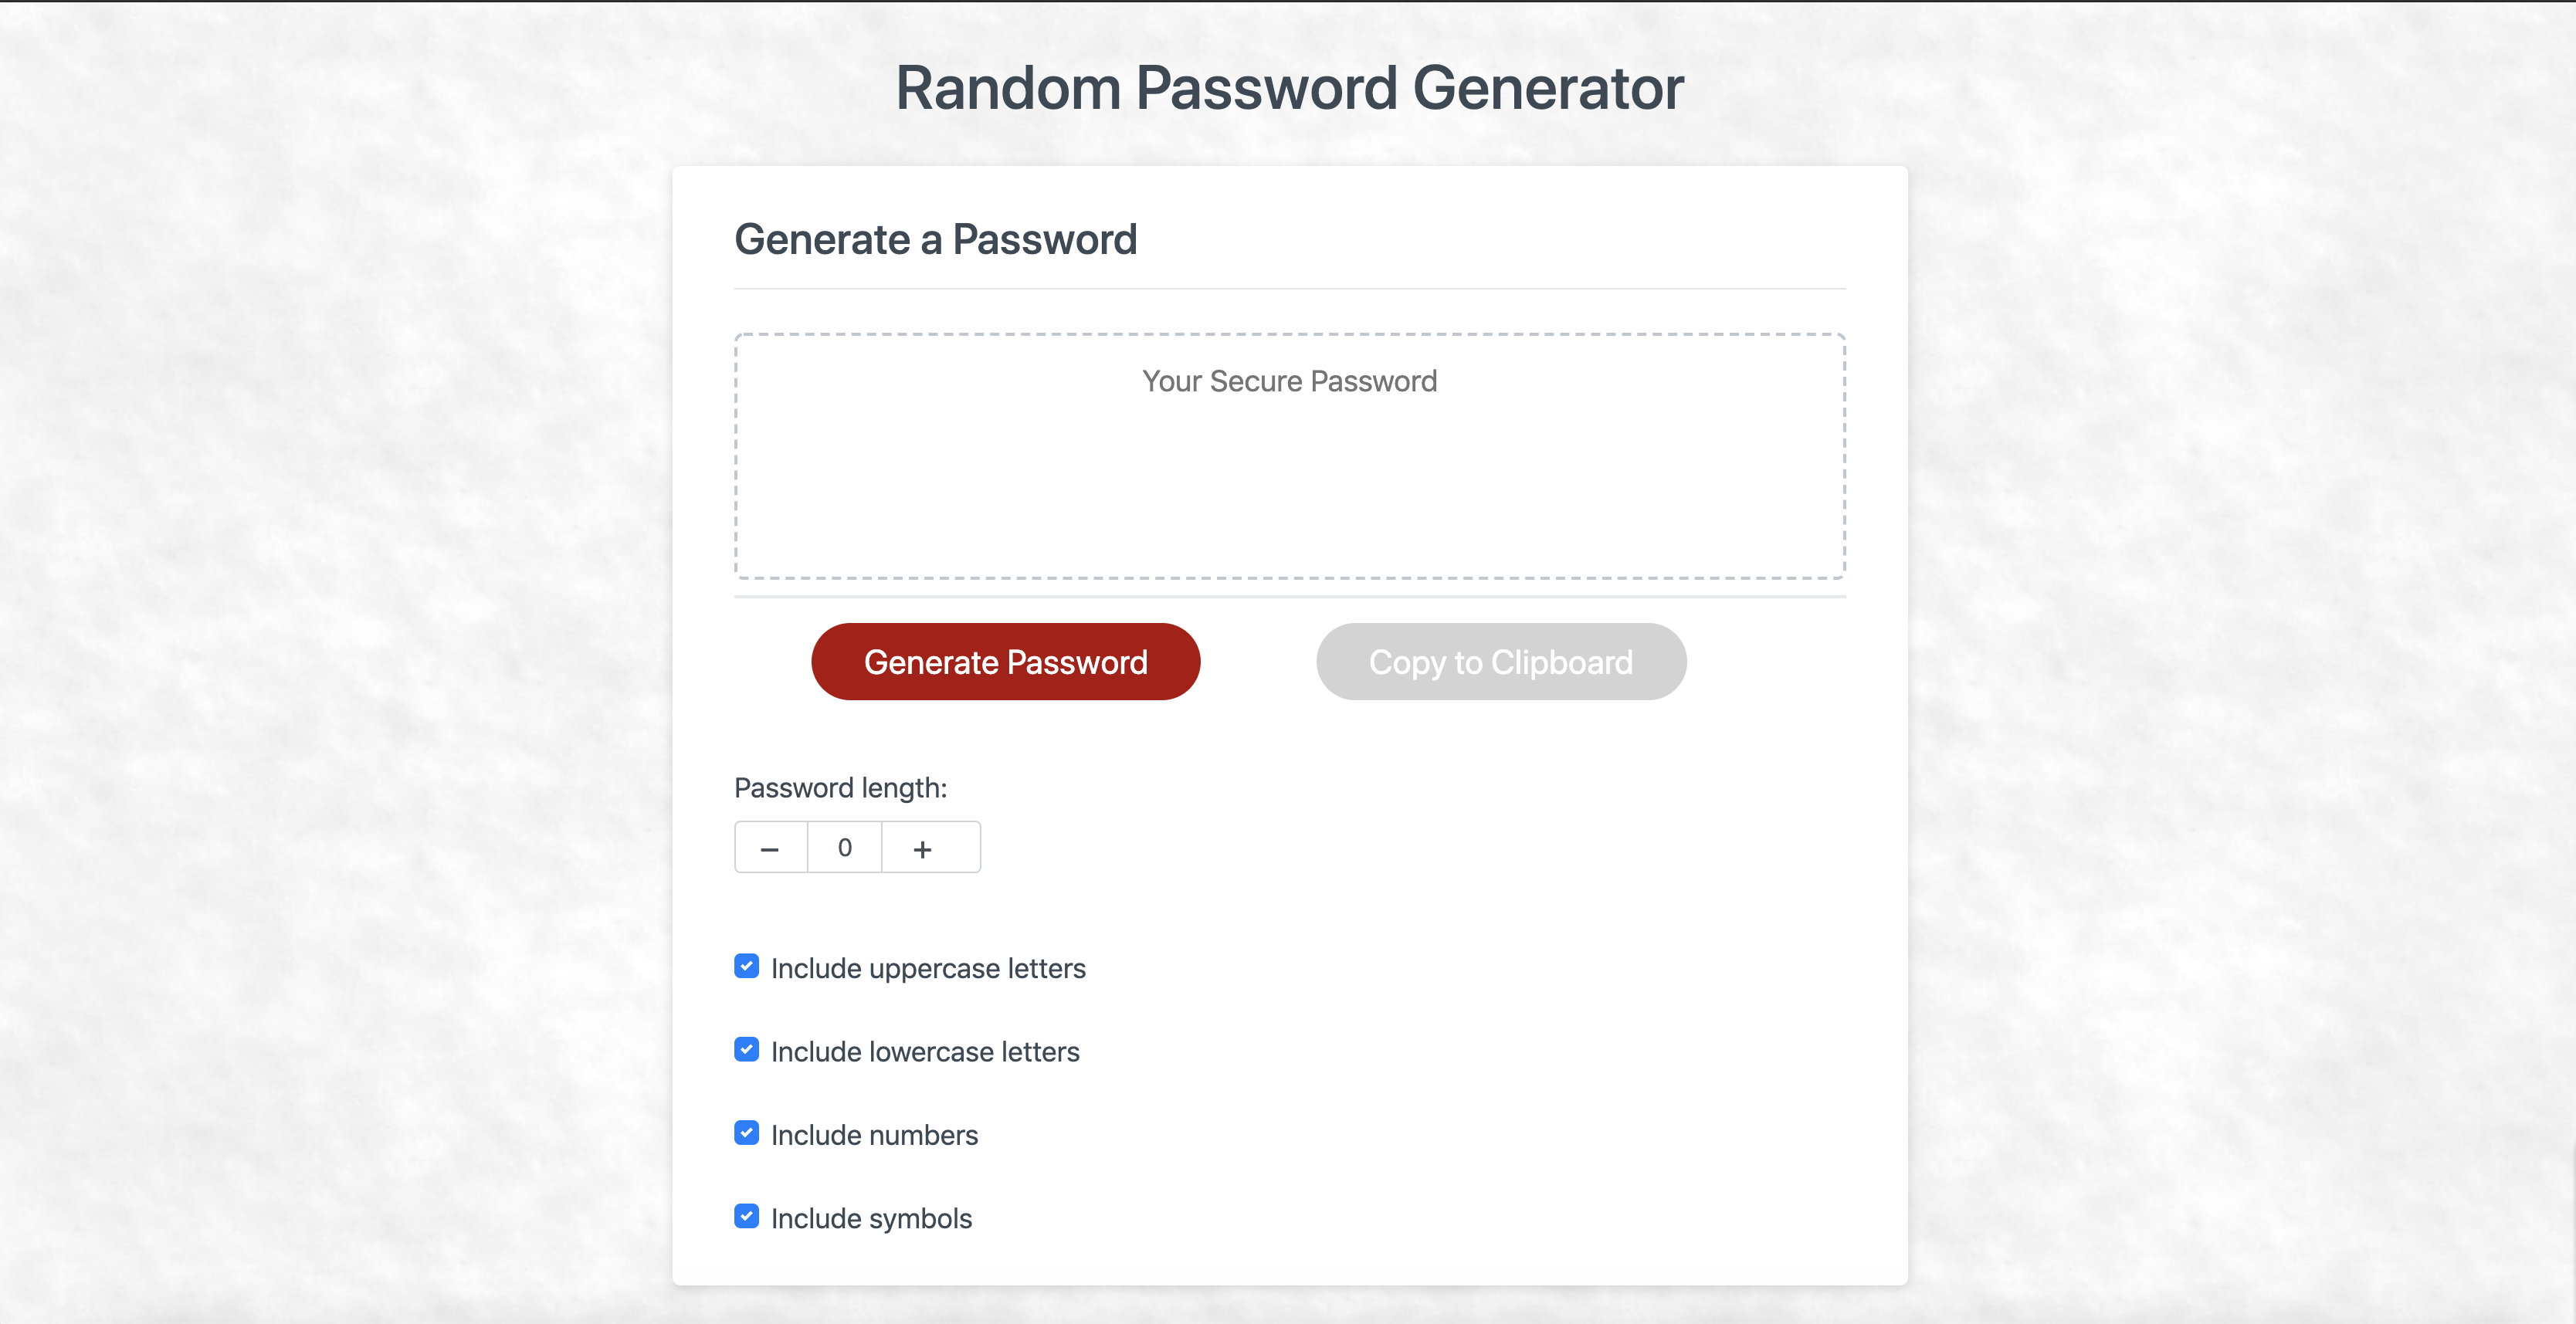 Random Password Generator
Generate a Password
Your Secure Password
Generate Password
Copy to Clipboard
Password length:
− 0 +
Include uppercase letters
Include lowercase letters
Include numbers
Include symbols